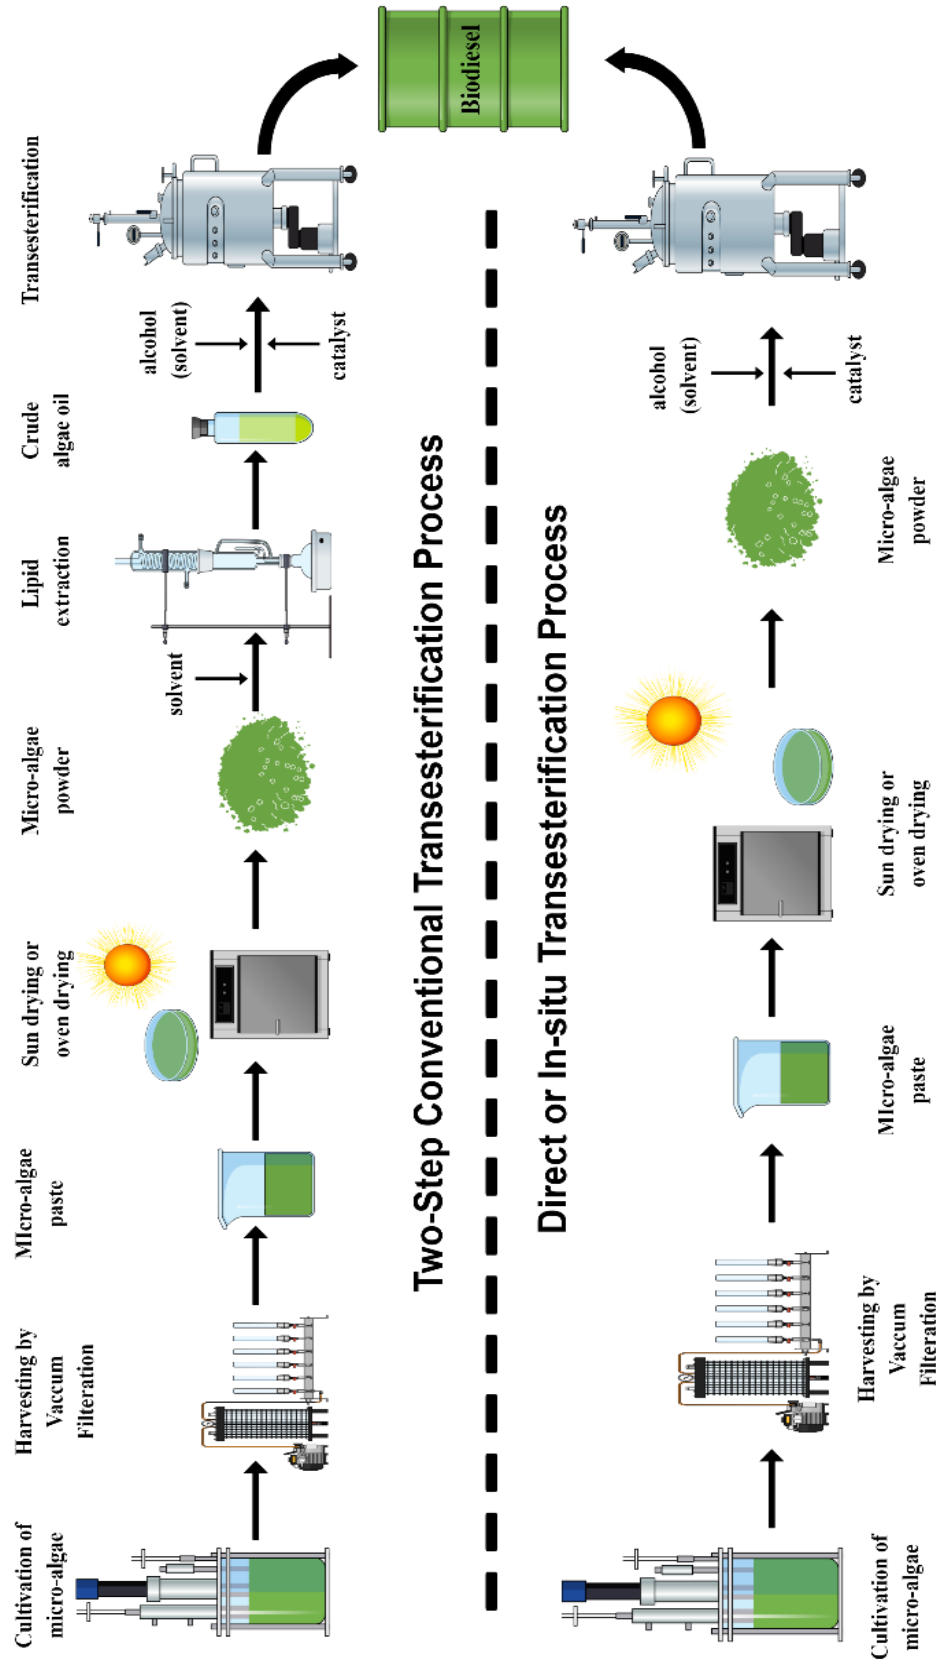 Cultivation of
micro-algae
Harvesting by
Vaccum
Filteration
MIcro-algae
paste
Sun drying or
oven drying
Micro-algae
powder
solvent
Lipid
extraction
Crude
algae oil
alcohol
(solvent)
catalyst
Transesterification
Two-Step Conventional Transesterification Process
Biodiesel
Direct or In-situ Transesterification Process
alcohol
(solvent)
catalyst
Cultivation of
micro-algae
Harvesting by
Vaccum
Filteration
MIcro-algae
paste
Sun drying or
oven drying
Micro-algae
powder